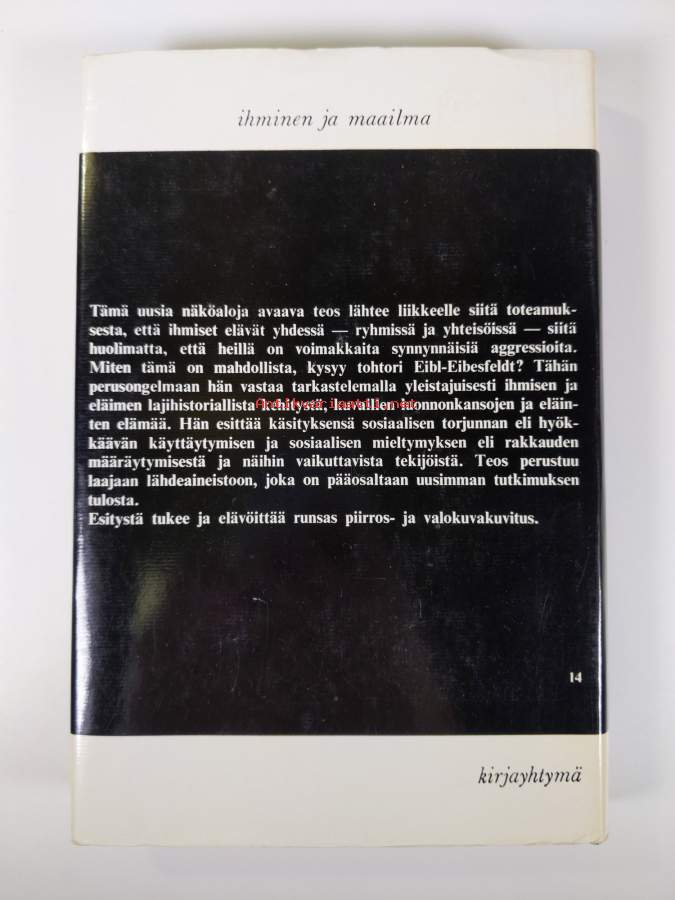 ihminen ja maailma
Tämä uusia näköaloja avaava teos lähtee liikkeelle siitä toteamuk-
sesta, että ihmiset elävät yhdessä — ryhmissä ja yhteisöissä — siitä
huolimatta, että heillä on voimakkaita synnynnäisiä aggressioita.
Miten tämä on mahdollista, kysyy tohtori Eibl-Eibesfeldt? Tähän
perusongelmaan hän vastaa tarkastelemalla yleistajuisesti ihmisen ja
eläimen lajihistoriallista kehitystä, kuvaillen luonnonkansojen ja eläin-
ten elämää. Hän esittää käsityksensä sosiaalisen torjunnan eli hyök-
käävän käyttäytymisen ja sosiaalisen mieltymyksen eli rakkauden
määräytymisestä ja näihin vaikuttavista tekijöistä. Teos perustuu
laajaan lähdeaineistoon, joka on pääosaltaan uusimman tutkimuksen
tulosta.
Esitystä tukee ja elävöittää runsas piirros- ja valokuvakuvitus.
Antikvariaatti.net
14
kirjayhtymä